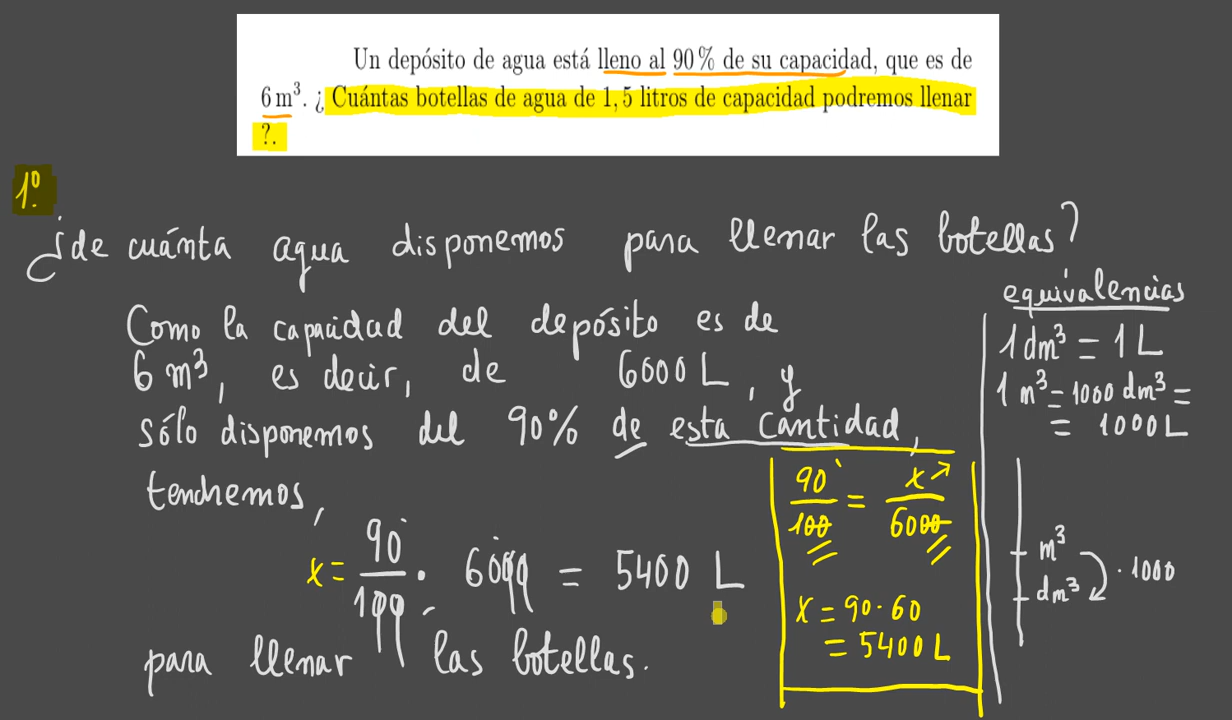 Un depósito de agua está lleno al 90% de su capacidad, que es de
6 m³. ¿ Cuántas botellas de agua de 1, 5 litros de capacidad podremos llenar
?.
1º.
¿de cuánta agua disponemos para llenar las botellas?
Como la capacidad del depósito es de
6 m³, es decir, de 6000 L, y
sólo disponemos del 90% de esta cantidad,
tendremos,
x = 90/100 · 6000 = 5400 L
para llenar las botellas.
90/100 = x/6000
x = 90·60
= 5400 L
equivalencias
1 dm³ = 1 L
1 m³ = 1000 dm³ =
= 1000 L
m³
dm³
· 1000